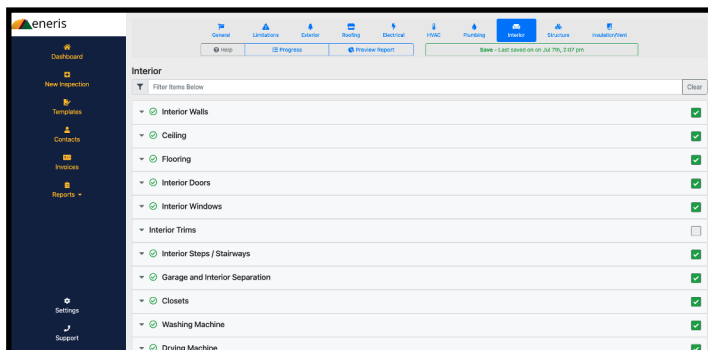 eneris
General Limitations Exterior Roofing Electrical HVAC Plumbing Interior Structure Insulation/Vent
Help Progress Preview Report Save - Last saved on on Jul 7th, 2:07 pm
Dashboard
New Inspection
Templates
Contacts
Invoices
Reports
Settings
Support
Interior
Filter Items Below Clear
Interior Walls
Ceiling
Flooring
Interior Doors
Interior Windows
Interior Trims
Interior Steps / Stairways
Garage and Interior Separation
Closets
Washing Machine
Drying Machine